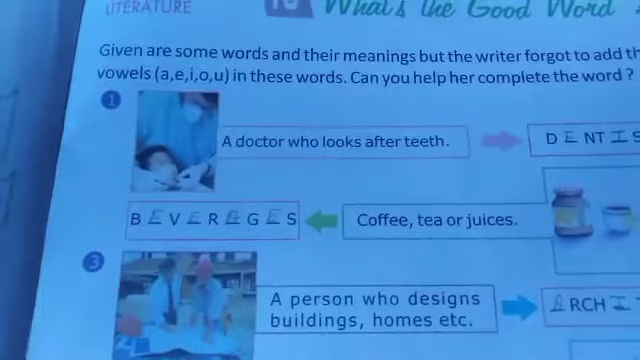 LITERATURE
What's the Good Word
Given are some words and their meanings but the writer forgot to add
vowels (a,e,i,o,u) in these words. Can you help her complete the word ?
1
A doctor who looks after teeth.
D E NT I S
B E V E R A G E S
Coffee, tea or juices.
3
A person who designs
buildings, homes etc.
A RCH I